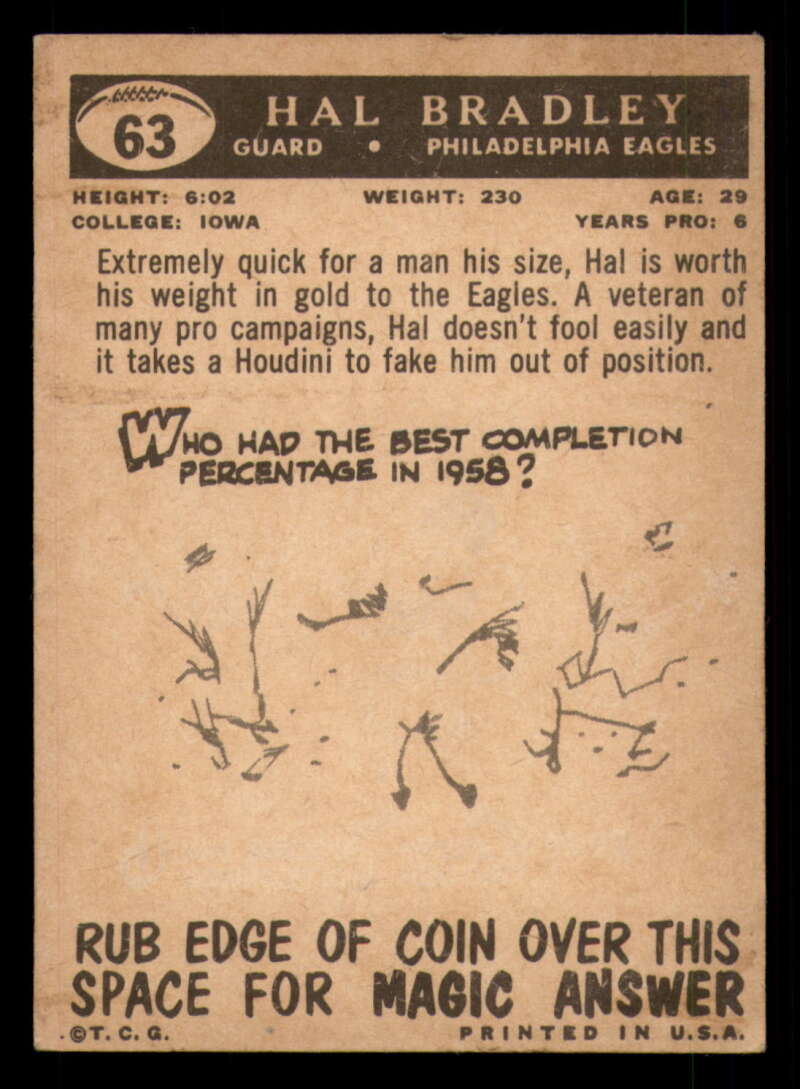 63
HAL BRADLEY
GUARD • PHILADELPHIA EAGLES
HEIGHT: 6:02 WEIGHT: 230 AGE: 29
COLLEGE: IOWA YEARS PRO: 6
Extremely quick for a man his size, Hal is worth
his weight in gold to the Eagles. A veteran of
many pro campaigns, Hal doesn't fool easily and
it takes a Houdini to fake him out of position.
WHO HAD THE BEST COMPLETION
PERCENTAGE IN 1958?
RUB EDGE OF COIN OVER THIS
SPACE FOR MAGIC ANSWER
©T.C.G. PRINTED IN U.S.A.